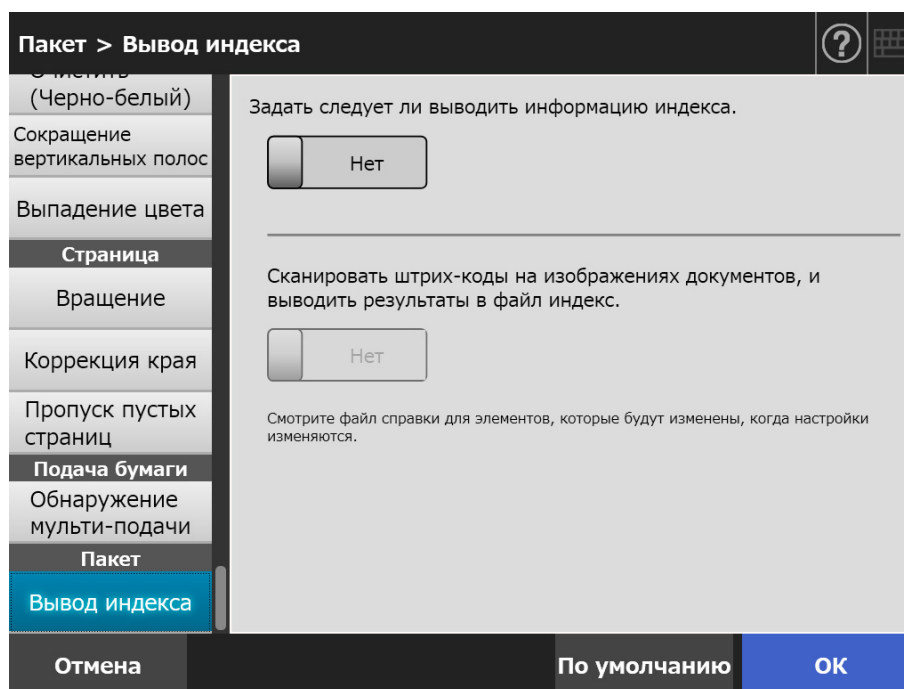 Пакет > Вывод индекса
?
(Черно-белый)
Сокращение
вертикальных полос
Выпадение цвета
Страница
Вращение
Коррекция края
Пропуск пустых
страниц
Подача бумаги
Обнаружение
мульти-подачи
Пакет
Вывод индекса
Задать следует ли выводить информацию индекса.
Нет
Сканировать штрих-коды на изображениях документов, и
выводить результаты в файл индекс.
Нет
Смотрите файл справки для элементов, которые будут изменены, когда настройки
изменяются.
Отмена
По умолчанию
ОК